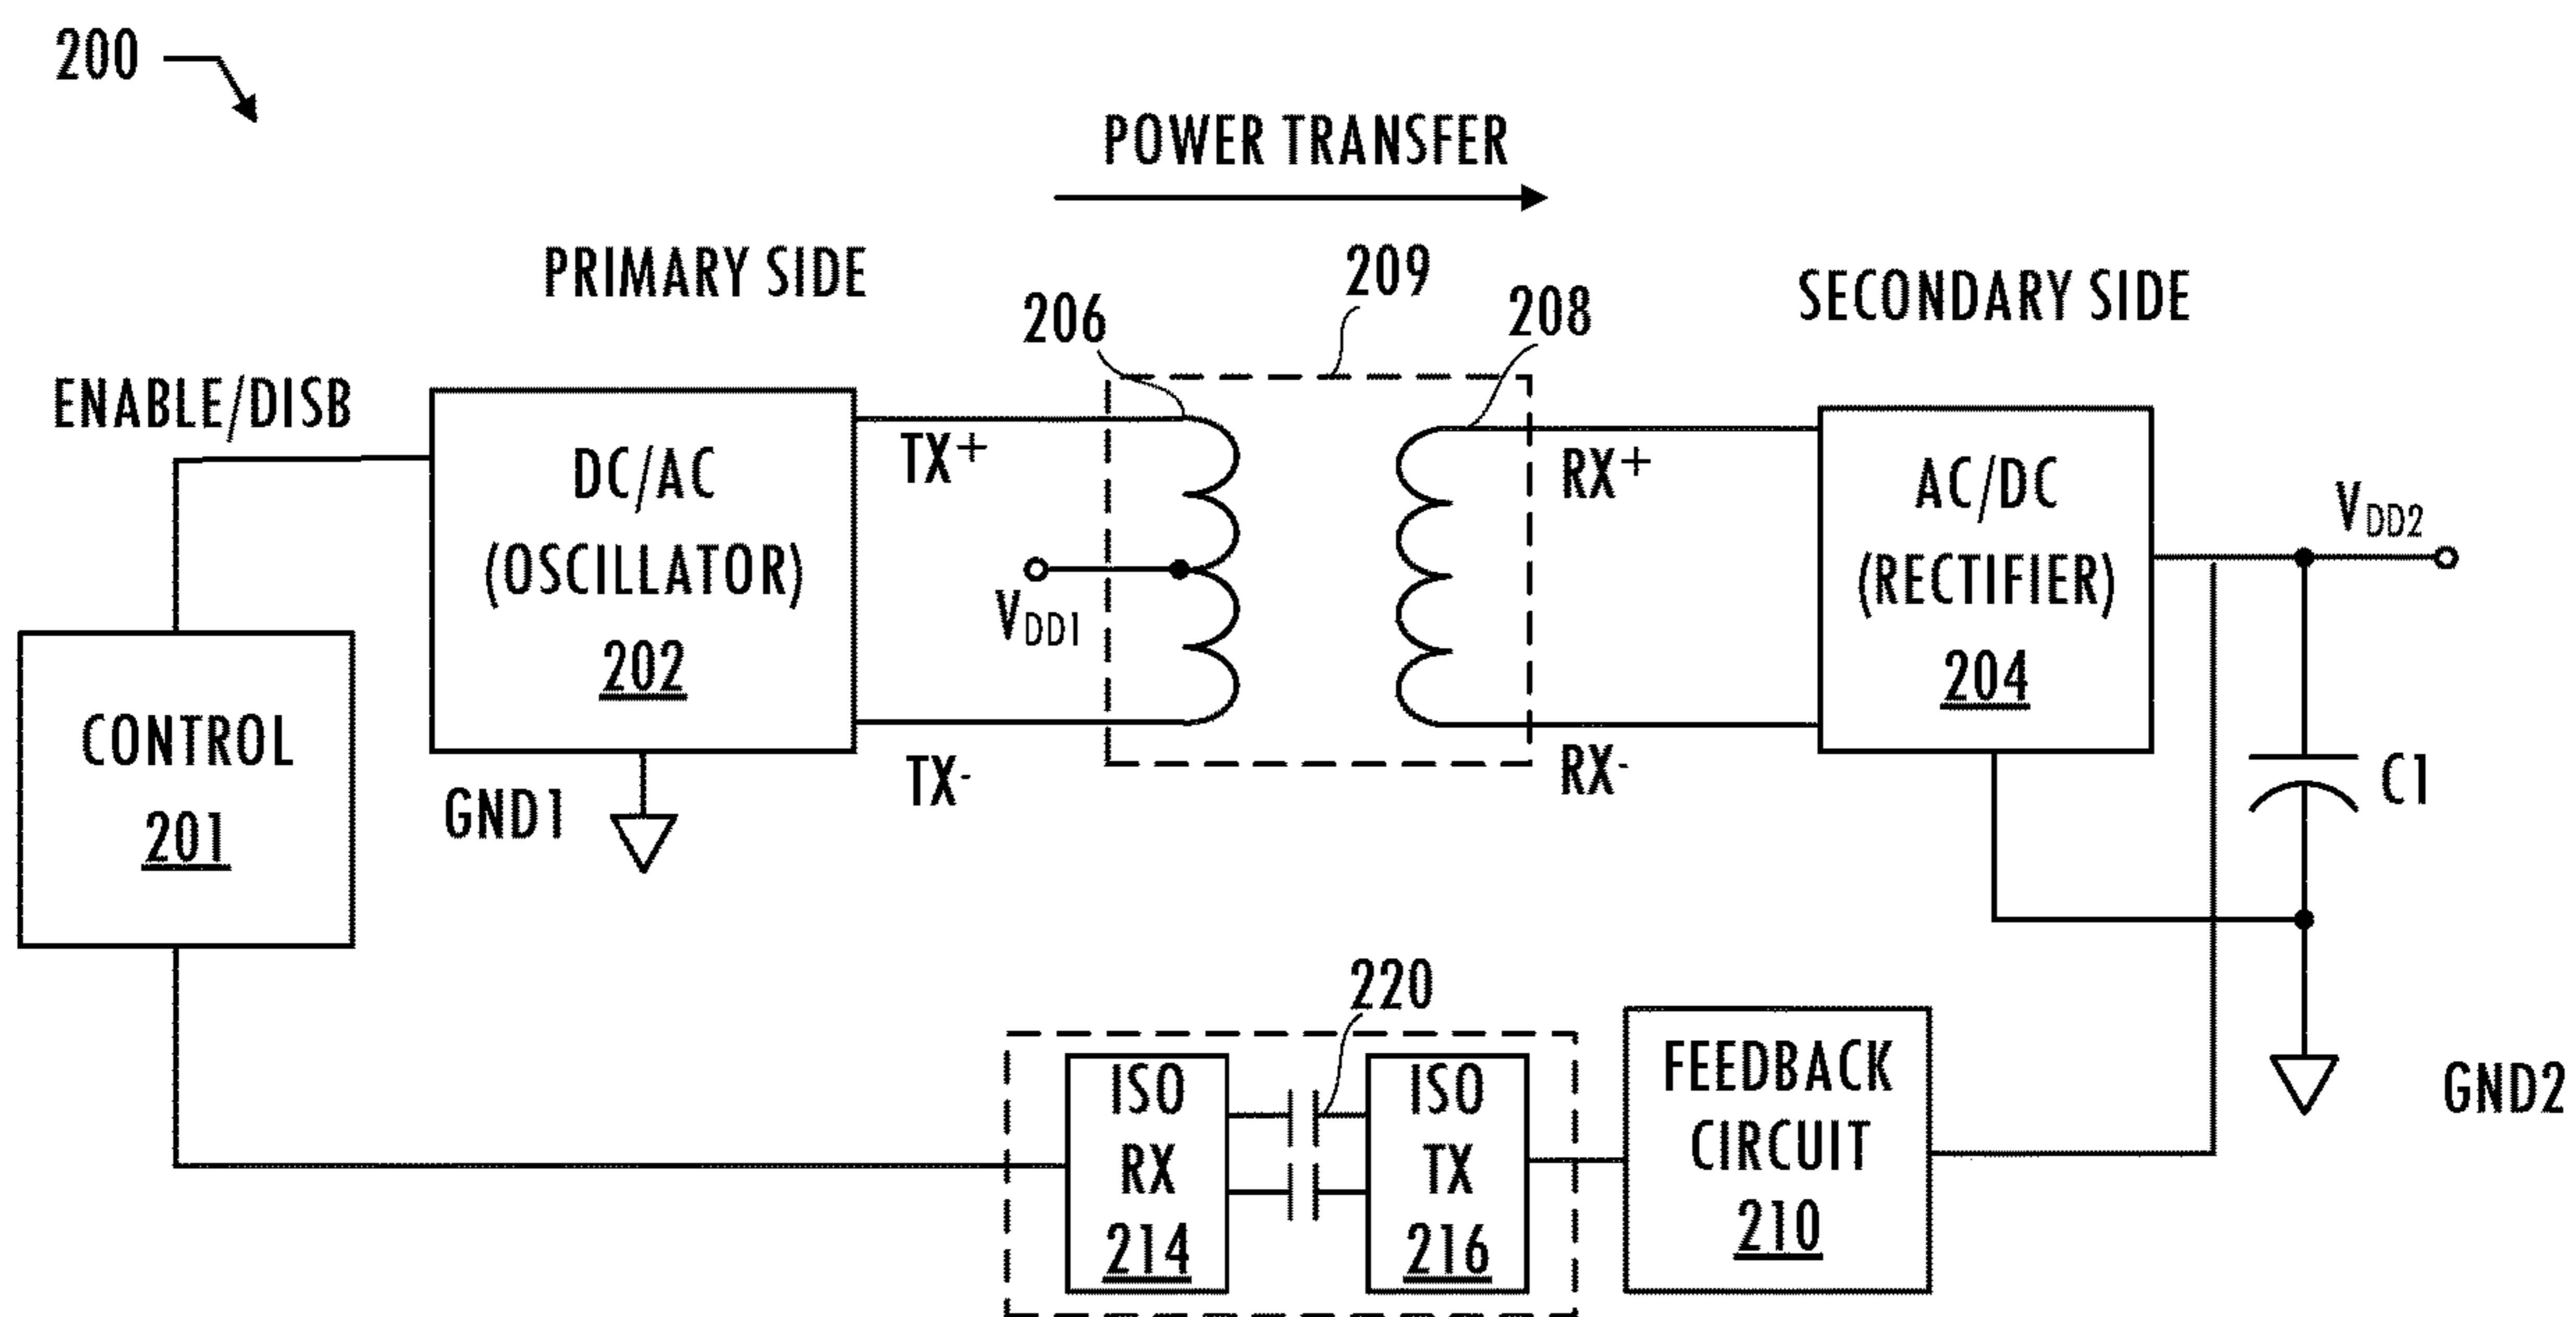 200
POWER TRANSFER
PRIMARY SIDE
209
SECONDARY SIDE
206
208
ENABLE/DISB
DC/AC
(OSCILLATOR)
202
TX+
TX-
VDD1
RX+
RX-
AC/DC
(RECTIFIER)
204
VDD2
CONTROL
201
GND1
C1
220
ISO
RX
214
ISO
TX
216
FEEDBACK
CIRCUIT
210
GND2